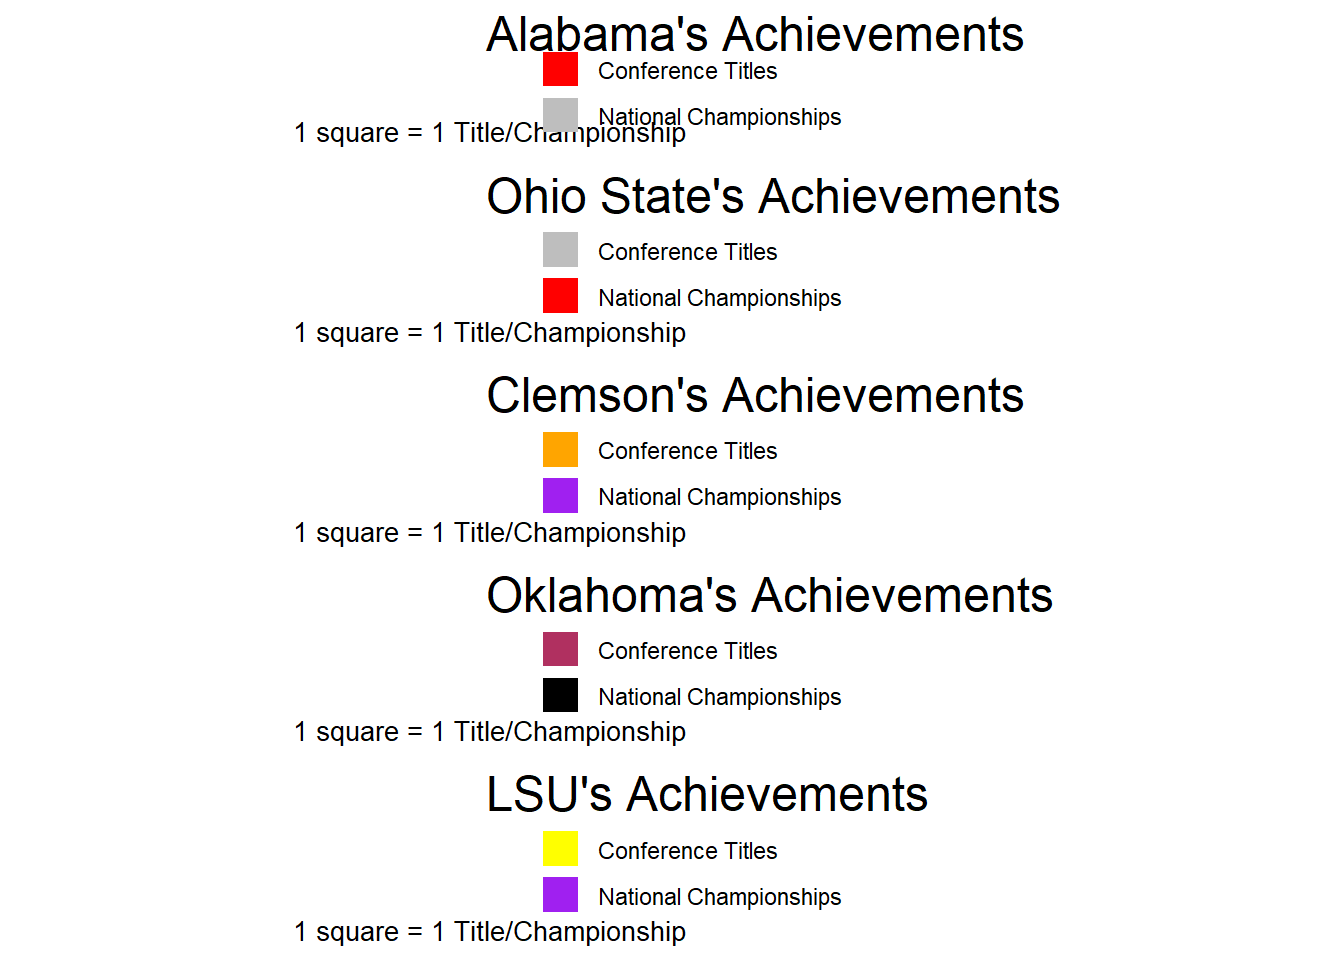 Alabama's Achievements
Conference Titles
National Championships
1 square = 1 Title/Championship
Ohio State's Achievements
Conference Titles
National Championships
1 square = 1 Title/Championship
Clemson's Achievements
Conference Titles
National Championships
1 square = 1 Title/Championship
Oklahoma's Achievements
Conference Titles
National Championships
1 square = 1 Title/Championship
LSU's Achievements
Conference Titles
National Championships
1 square = 1 Title/Championship